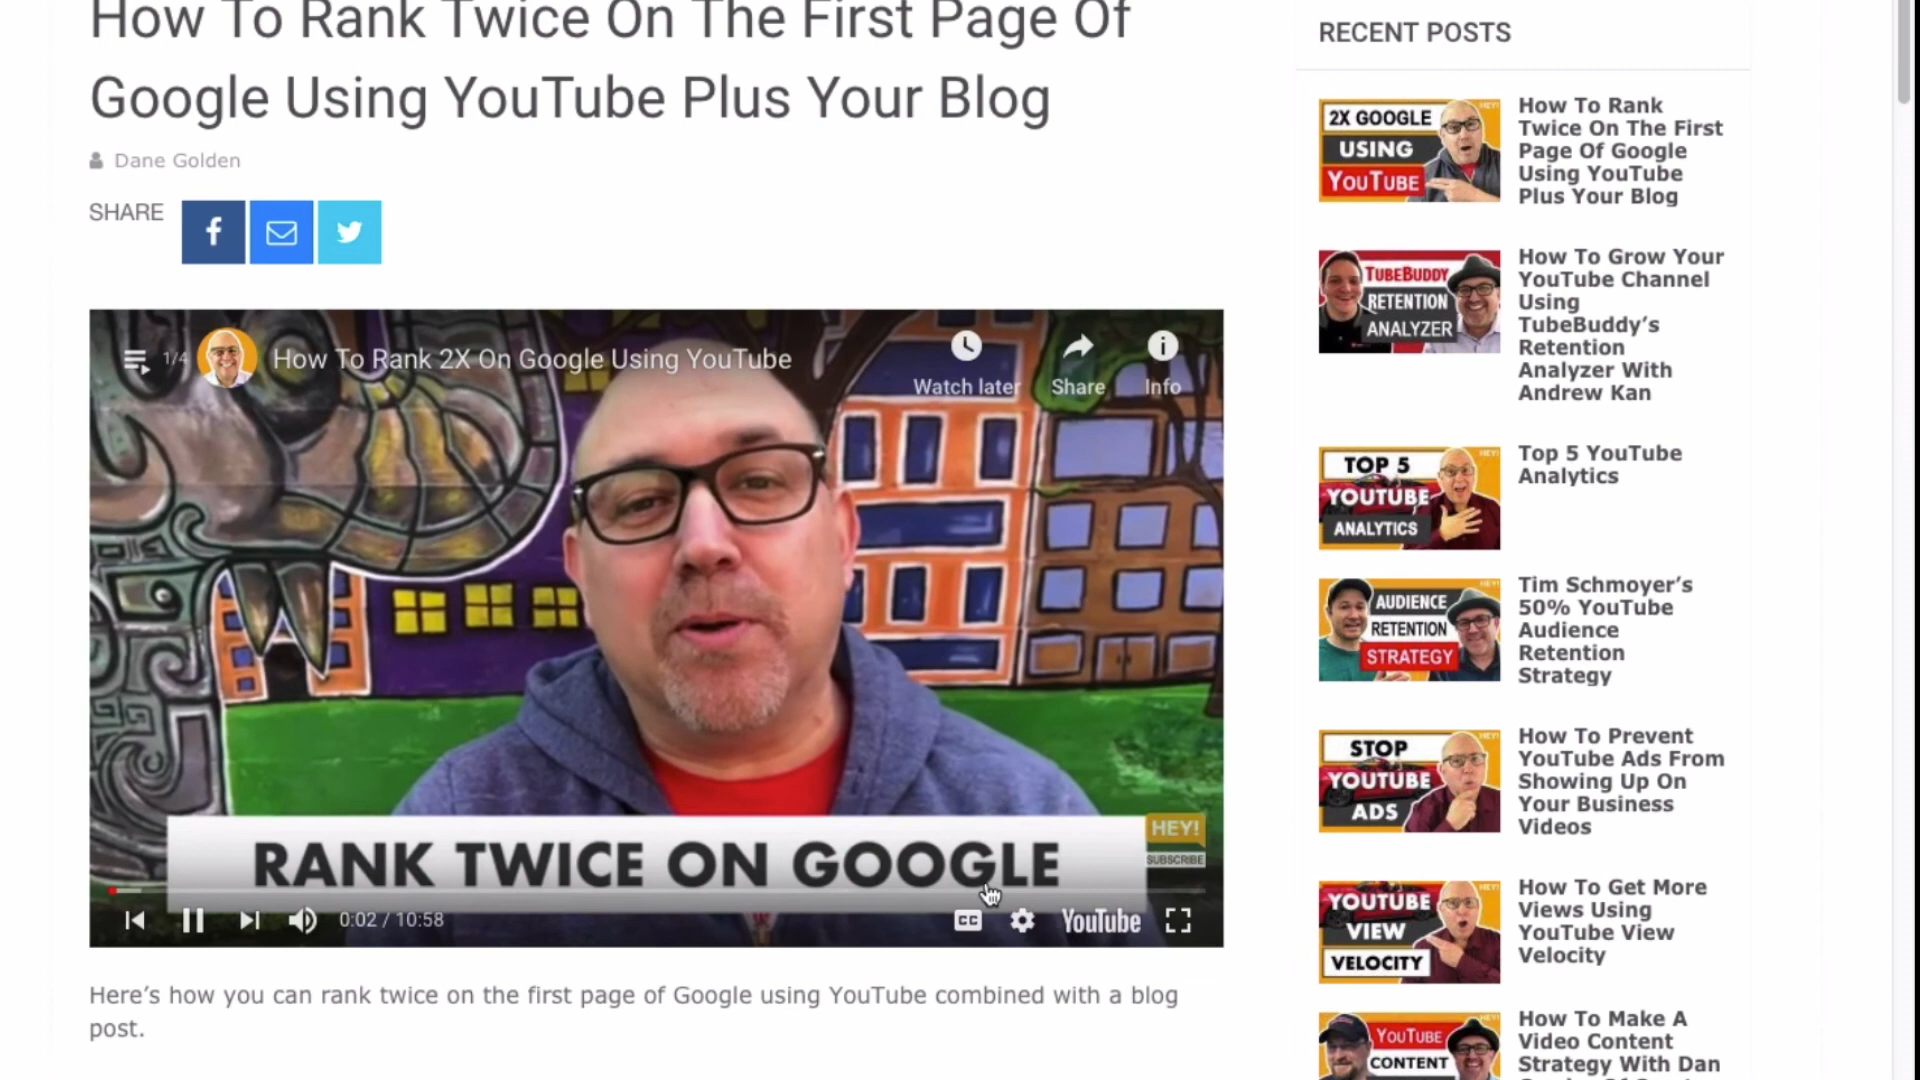 How To Rank Twice On The First Page Of
Google Using YouTube Plus Your Blog
Dane Golden
SHARE
1/4
How To Rank 2X On Google Using YouTube
Watch later
Share
Info
RANK TWICE ON GOOGLE
HEY!
SUBSCRIBE
0:02 / 10:58
CC
YouTube
Here’s how you can rank twice on the first page of Google using YouTube combined with a blog
post.
RECENT POSTS
2X GOOGLE
USING
YOUTUBE
HEY!
How To Rank
Twice On The First
Page Of Google
Using YouTube
Plus Your Blog
TUBEBUDDY
RETENTION
ANALYZER
How To Grow Your
YouTube Channel
Using
TubeBuddy’s
Retention
Analyzer With
Andrew Kan
TOP 5
YOUTUBE
ANALYTICS
HEY!
Top 5 YouTube
Analytics
AUDIENCE
RETENTION
STRATEGY
HEY!
Tim Schmoyer’s
50% YouTube
Audience
Retention
Strategy
STOP
YOUTUBE
ADS
HEY!
How To Prevent
YouTube Ads From
Showing Up On
Your Business
Videos
YOUTUBE
VIEW
VELOCITY
HEY!
How To Get More
Views Using
YouTube View
Velocity
YOUTUBE
CONTENT
How To Make A
Video Content
Strategy With Dan